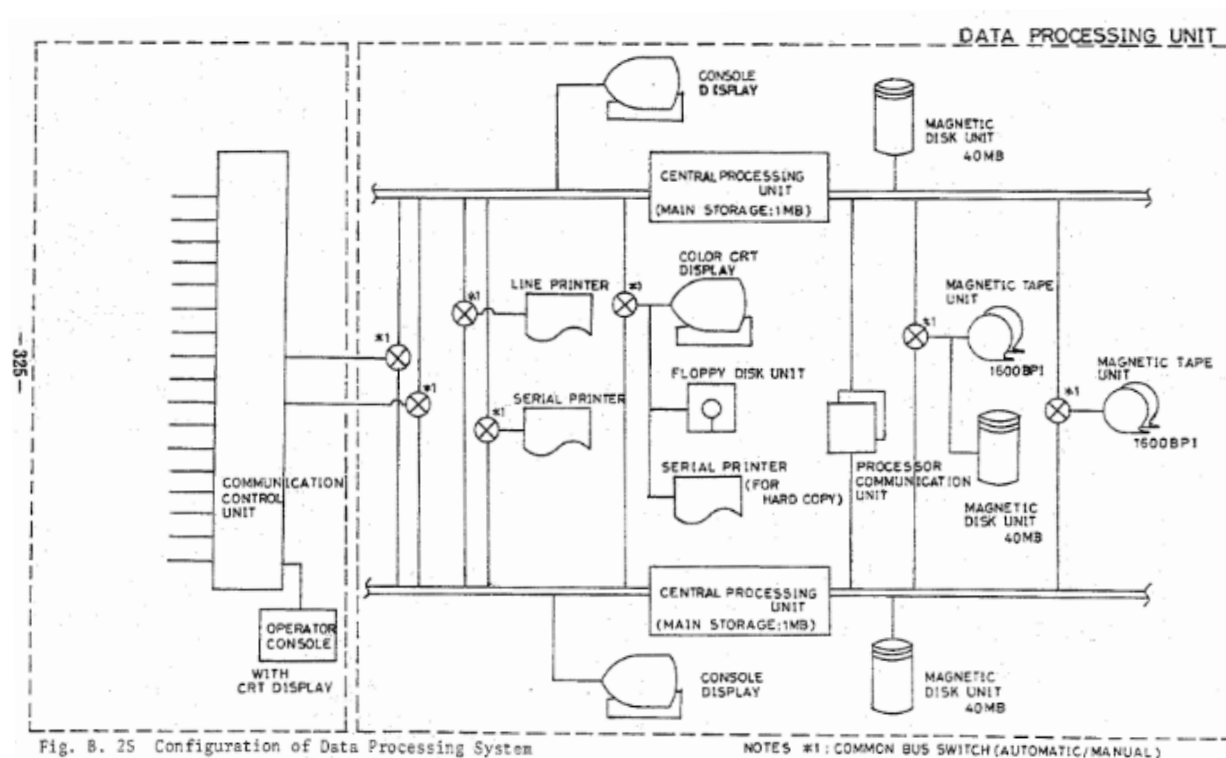 DATA PROCESSING UNIT
CONSOLE
DISPLAY
MAGNETIC
DISK UNIT
40MB
CENTRAL PROCESSING
UNIT
(MAIN STORAGE:1MB)
COLOR CRT
DISPLAY
LINE PRINTER
*1
*1
MAGNETIC TAPE
UNIT
*1
1600BPI
MAGNETIC TAPE
UNIT
*1
1600BPI
*1
*1
FLOPPY DISK UNIT
SERIAL PRINTER
*1
-325-
SERIAL PRINTER
(FOR
HARD COPY)
PROCESSOR
COMMUNICATION
UNIT
MAGNETIC
DISK UNIT
40MB
COMMUNICATION
CONTROL
UNIT
CENTRAL PROCESSING
UNIT
(MAIN STORAGE:1MB)
OPERATOR
CONSOLE
WITH
CRT DISPLAY
CONSOLE
DISPLAY
MAGNETIC
DISK UNIT
40MB
Fig. B. 25 Configuration of Data Processing System
NOTES *1: COMMON BUS SWITCH (AUTOMATIC/MANUAL)